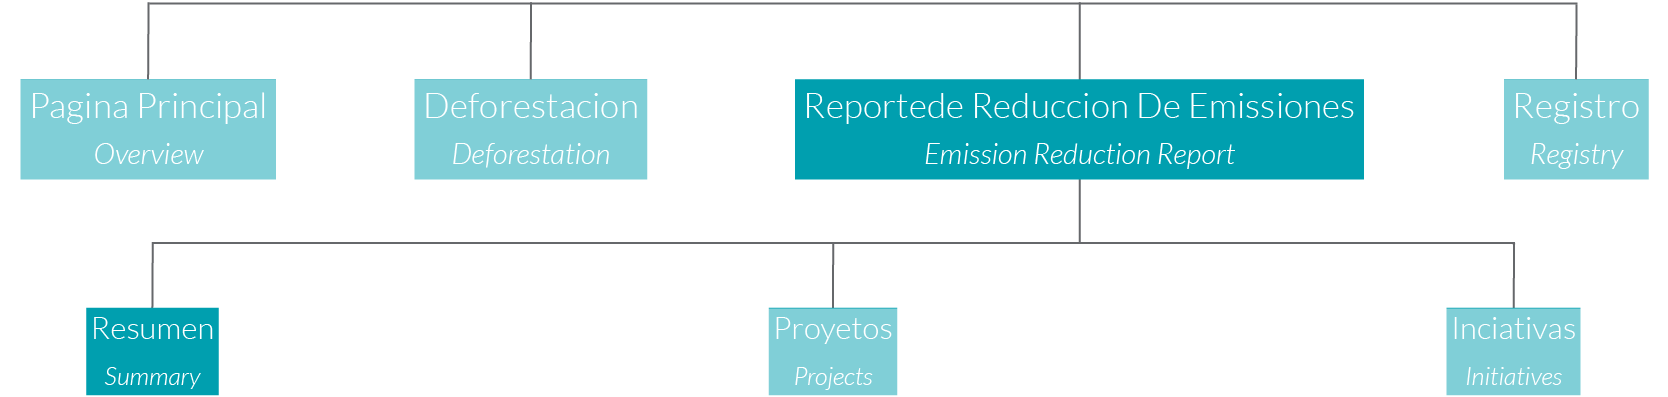 Pagina Principal
Overview
Deforestacion
Deforestation
Reportede Reduccion De Emissiones
Emission Reduction Report
Registro
Registry
Resumen
Summary
Proyetos
Projects
Inciativas
Initiatives